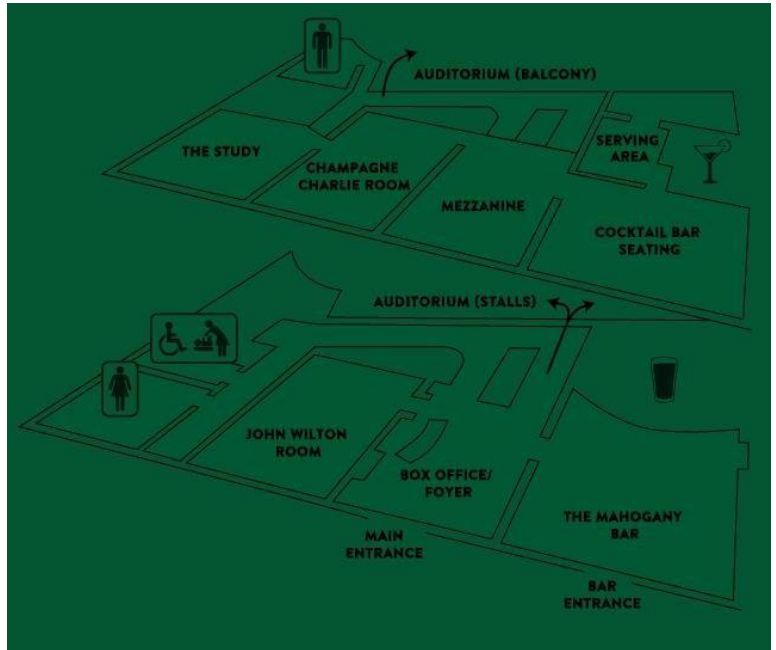 AUDITORIUM (BALCONY)
THE STUDY
CHAMPAGNE
CHARLIE ROOM
MEZZANINE
SERVING
AREA
COCKTAIL BAR
SEATING
AUDITORIUM (STALLS)
JOHN WILTON
ROOM
BOX OFFICE/
FOYER
THE MAHOGANY
BAR
MAIN
ENTRANCE
BAR
ENTRANCE